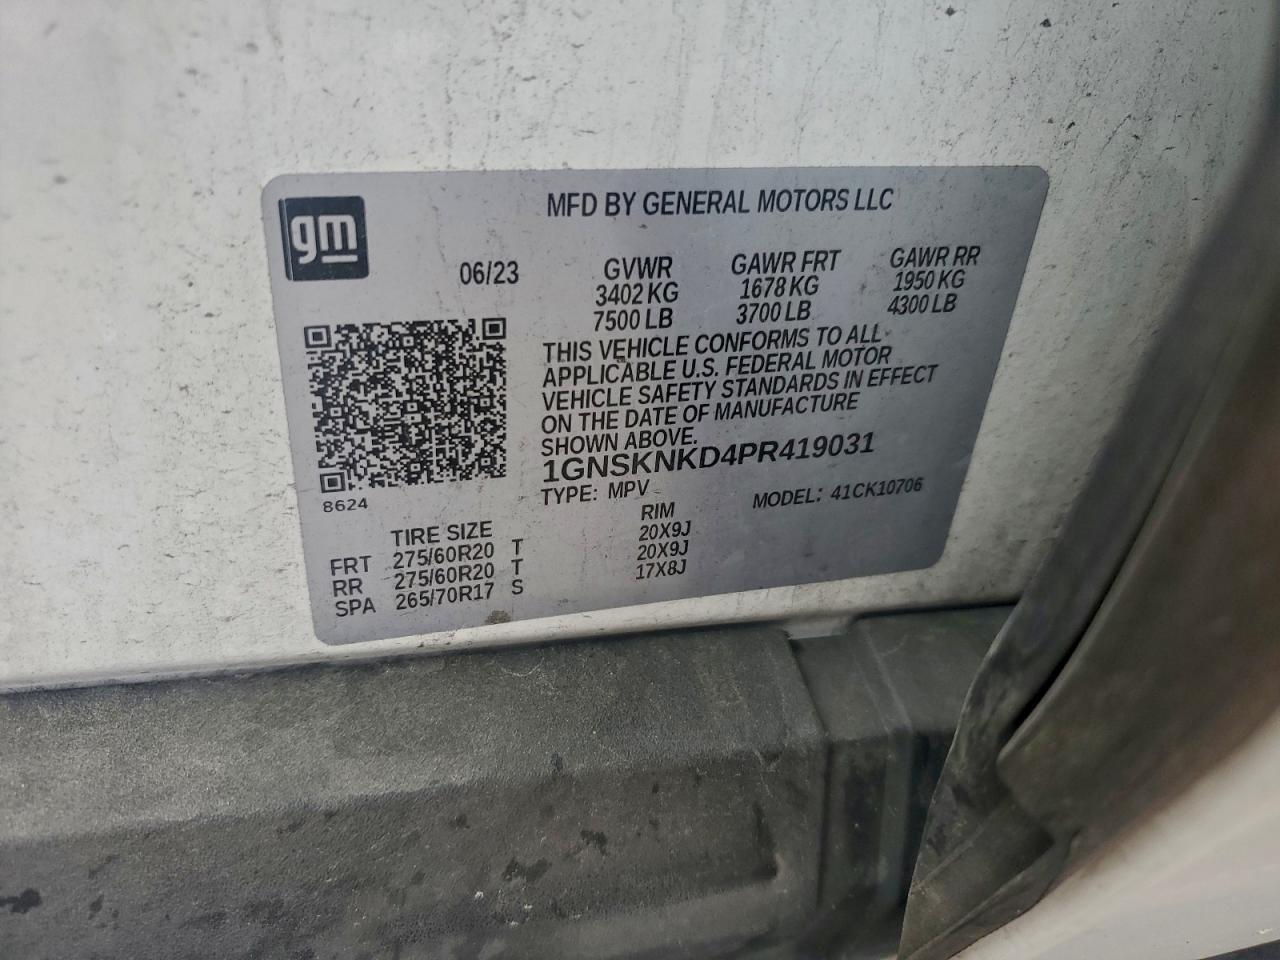 gm
MFD BY GENERAL MOTORS LLC
06/23
GVWR
3402 KG
7500 LB
GAWR FRT
1678 KG
3700 LB
GAWR RR
1950 KG
4300 LB
THIS VEHICLE CONFORMS TO ALL
APPLICABLE U.S. FEDERAL MOTOR
VEHICLE SAFETY STANDARDS IN EFFECT
ON THE DATE OF MANUFACTURE
SHOWN ABOVE.
1GNSKNKD4PR419031
TYPE: MPV MODEL: 41CK10706
8624
TIRE SIZE RIM
FRT 275/60R20 T 20X9J
RR 275/60R20 T 20X9J
SPA 265/70R17 S 17X8J